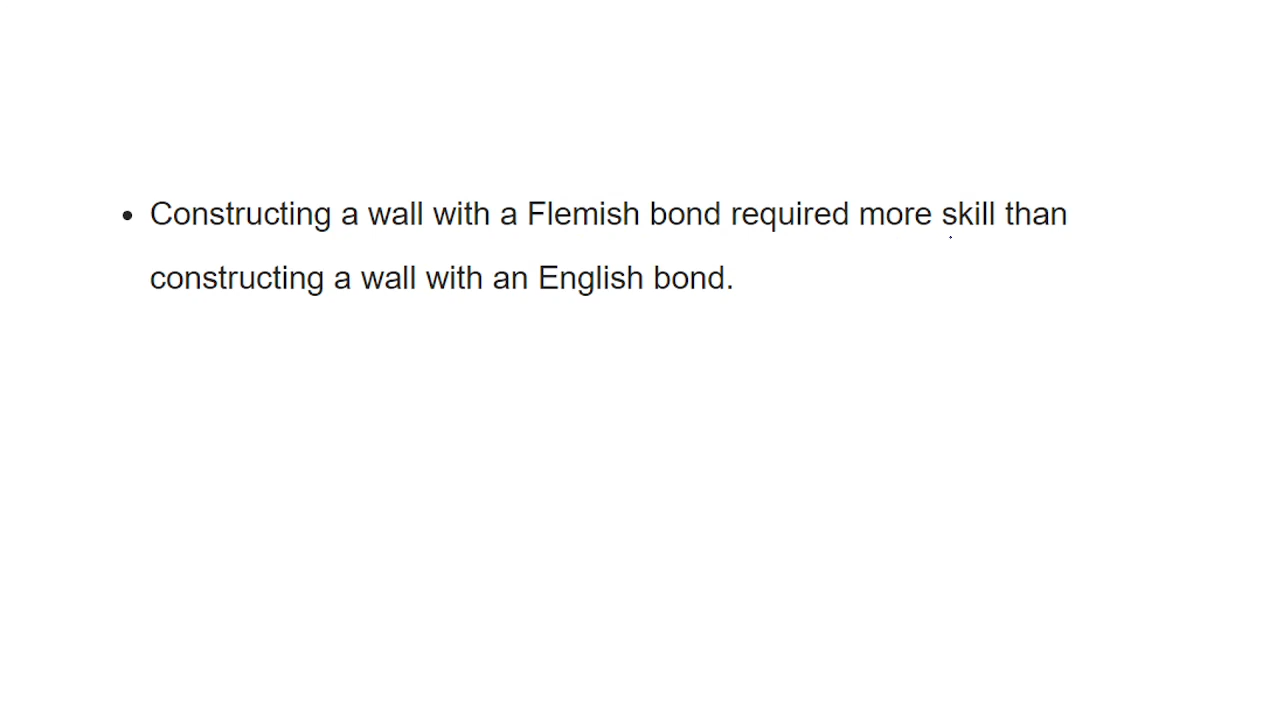 • Constructing a wall with a Flemish bond required more skill than
constructing a wall with an English bond.